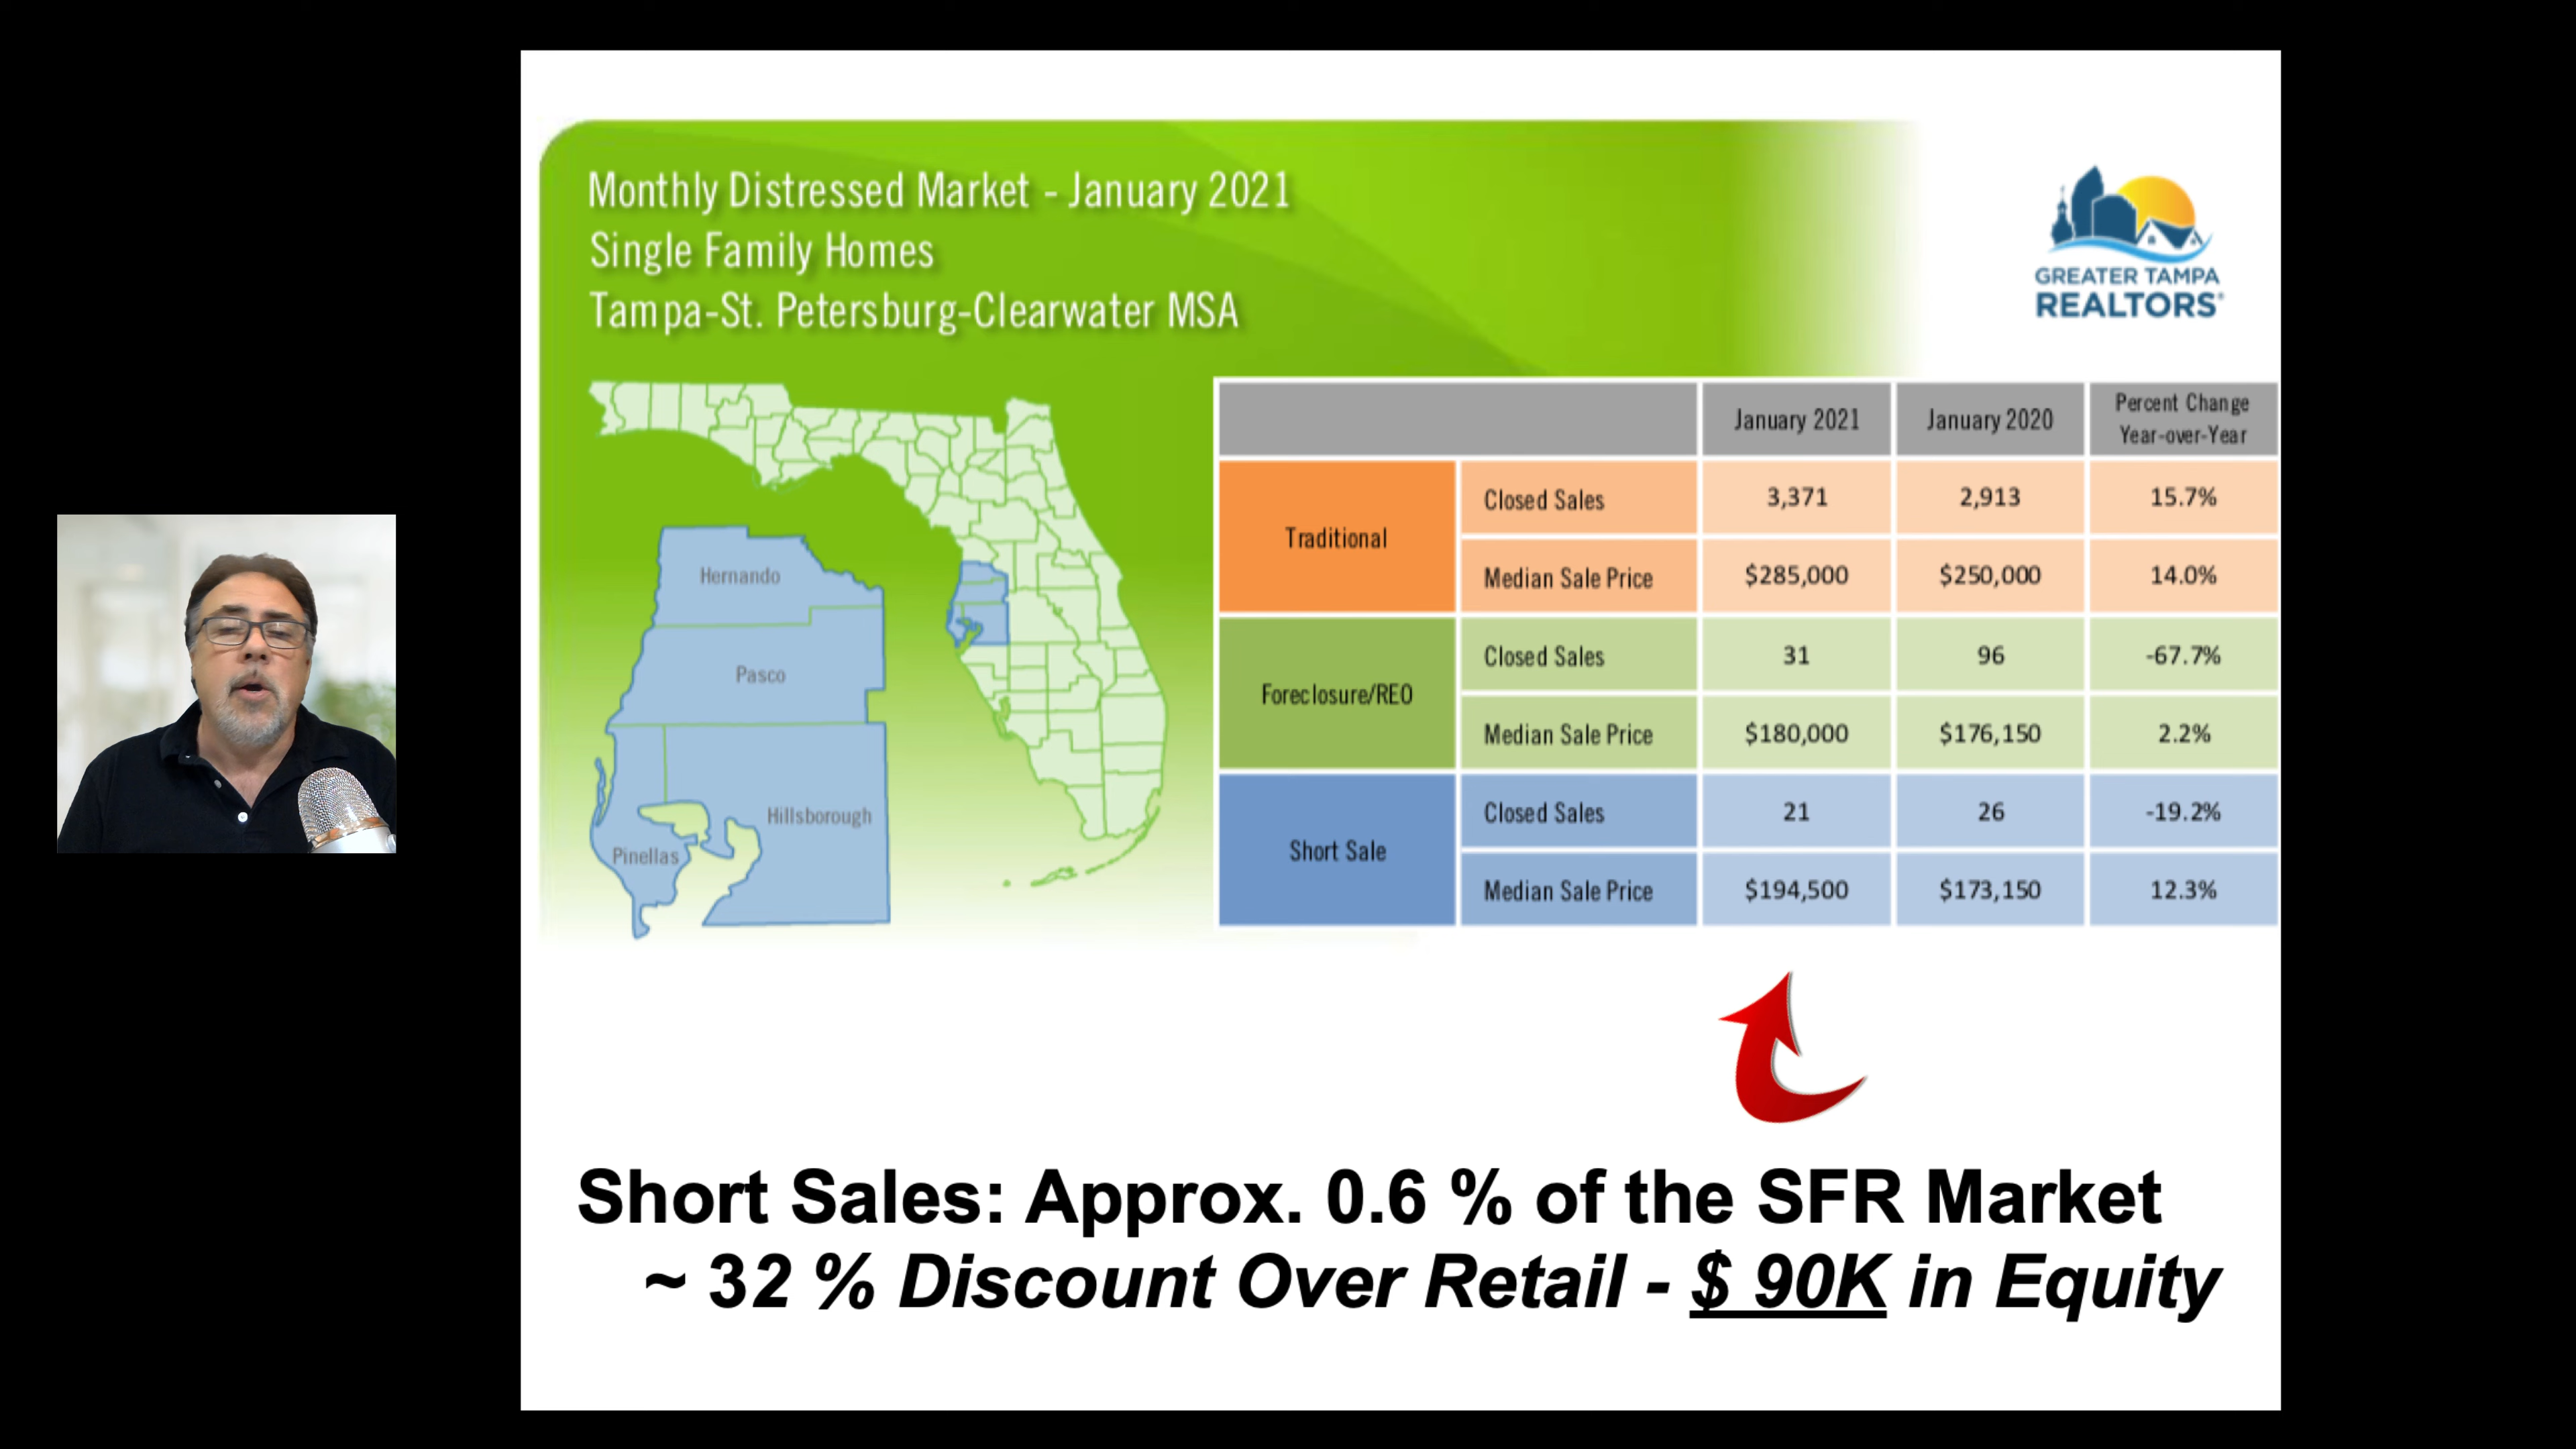 Monthly Distressed Market - January 2021
Single Family Homes
Tampa-St. Petersburg-Clearwater MSA
GREATER TAMPA
REALTORS®
Hernando
Pasco
Hillsborough
Pinellas
January 2021 January 2020 Percent Change
Year-over-Year
Traditional
Closed Sales 3,371 2,913 15.7%
Median Sale Price $285,000 $250,000 14.0%
Foreclosure/REO
Closed Sales 31 96 -67.7%
Median Sale Price $180,000 $176,150 2.2%
Short Sale
Closed Sales 21 26 -19.2%
Median Sale Price $194,500 $173,150 12.3%
Short Sales: Approx. 0.6 % of the SFR Market
~ 32 % Discount Over Retail - $ 90K in Equity